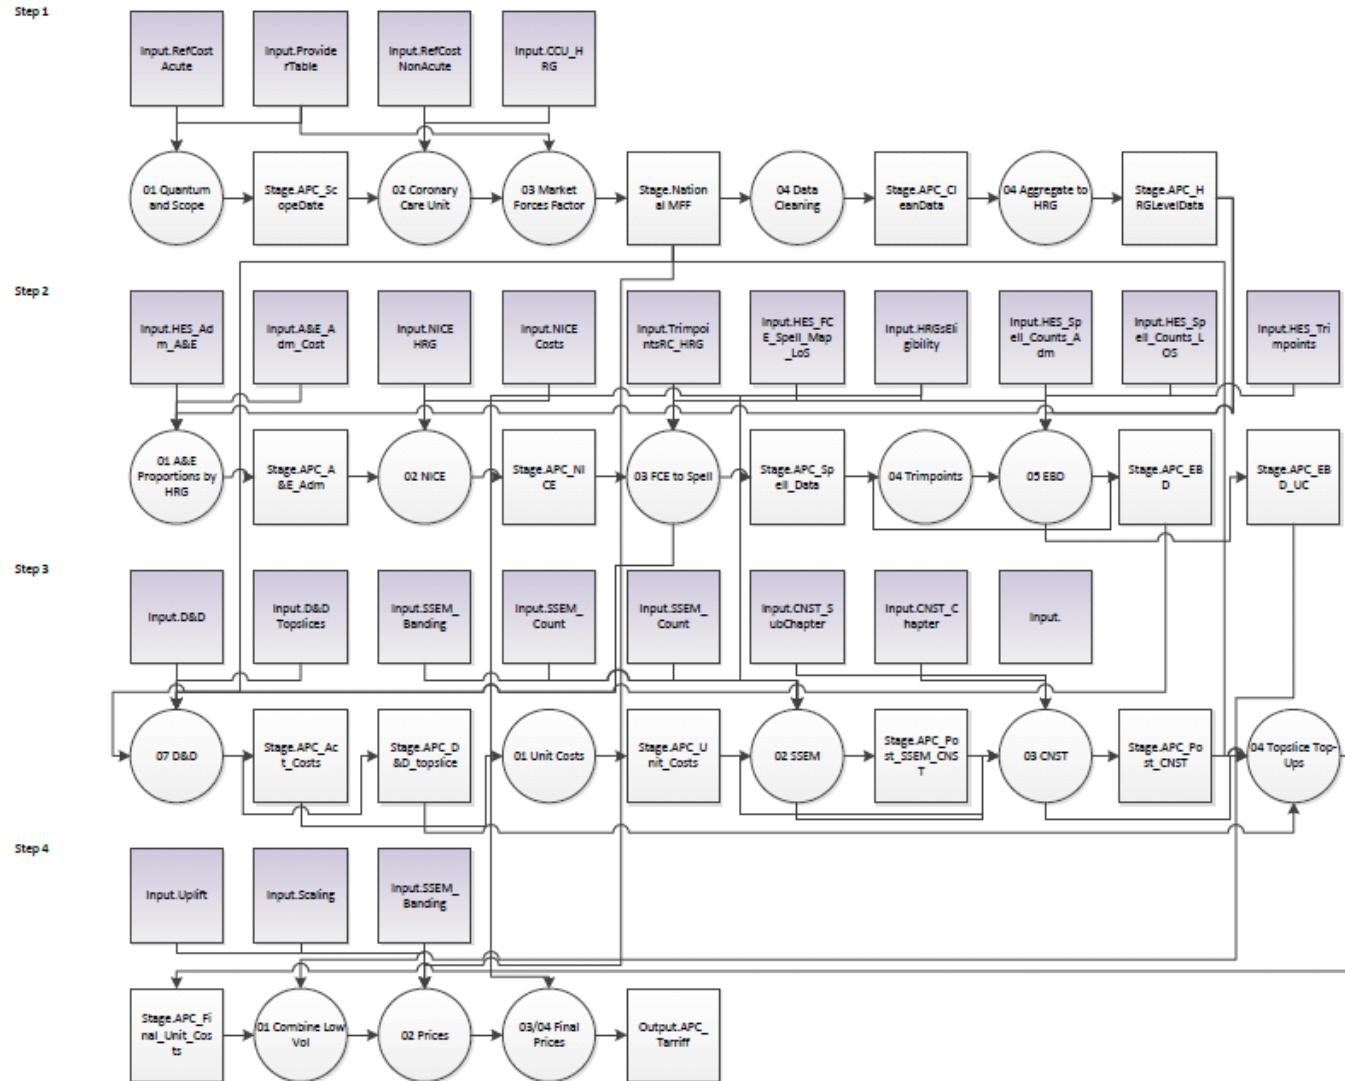 Step 1
Input.RefCost
Acute
Input.Provide
rTable
Input.RefCost
NonAcute
Input.CCU_H
RG
01 Quantum
and Scope
Stage.APC_Sc
opeDate
02 Coronary
Care Unit
03 Market
Forces Factor
Stage.Nation
al MFF
04 Data
Cleaning
Stage.APC_Cl
eanData
04 Aggregate to
HRG
Stage.APC_H
RGLevelData
Step 2
Input.HES_Ad
m_A&E
Input.A&E_A
dm_Cost
Input.NICE
HRG
Input.NICE
Costs
Input.Trimpoi
ntsRC_HRG
Input.HES_FC
E_Spell_Map_
LoS
Input.HRGsEli
gibility
Input.HES_Sp
ell_Counts_A
dm
Input.HES_Sp
ell_Counts_L
OS
Input.HES_Tri
mpoints
01 A&E
Proportions by
HRG
Stage.APC_A
&E_Adm
02 NICE
Stage.APC_NI
CE
03 FCE to Spell
Stage.APC_Sp
ell_Data
04 Trimpoints
05 EBD
Stage.APC_EB
D
Stage.APC_EB
D_UC
Step 3
Input.D&D
Input.D&D
Topslices
Input.SSEM_
Banding
Input.SSEM_
Count
Input.SSEM_
Count
Input.CNST_S
ubChapter
Input.CNST_C
hapter
Input.
07 D&D
Stage.APC_Ac
t_Costs
Stage.APC_D
&D_topslice
01 Unit Costs
Stage.APC_U
nit_Costs
02 SSEM
Stage.APC_Po
st_SSEM_CNS
T
03 CNST
Stage.APC_Po
st_CNST
04 Topslice Top-
Ups
Step 4
Input.Uplift
Input.Scaling
Input.SSEM_
Banding
Stage.APC_Fi
nal_Unit_Cos
ts
01 Combine Low
Vol
02 Prices
03/04 Final
Prices
Output.APC_
Tarriff